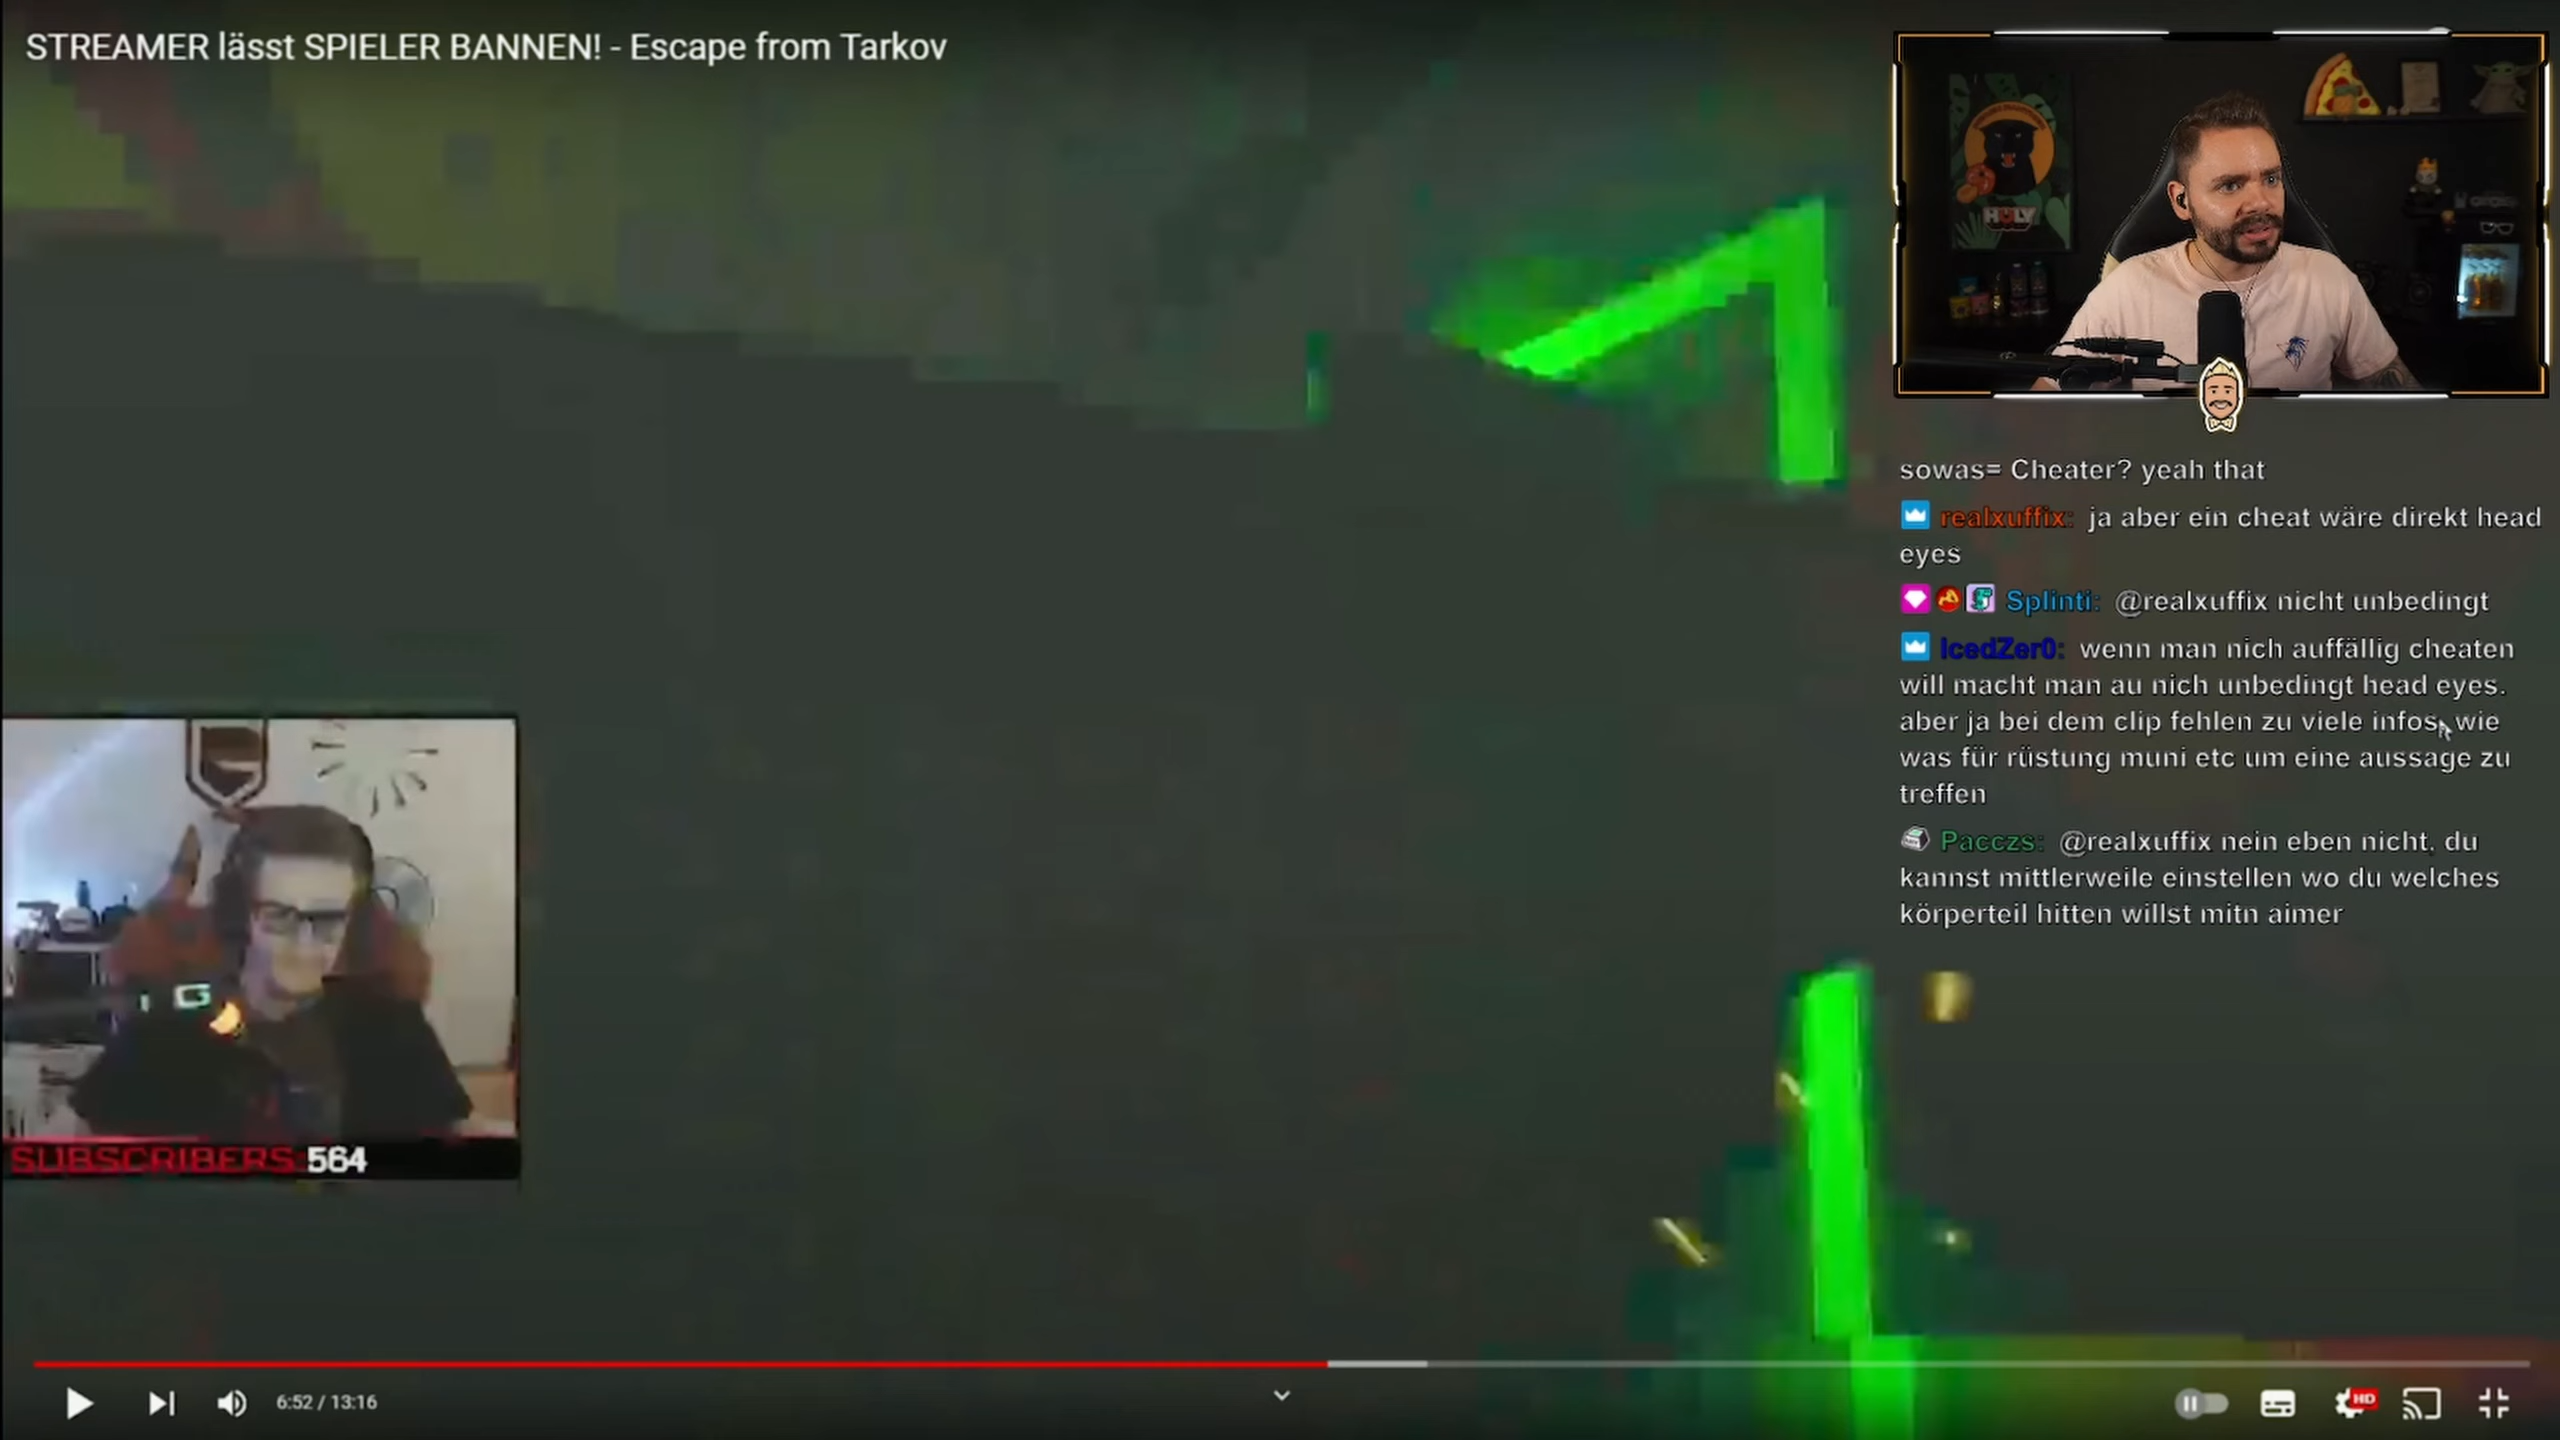 STREAMER lässt SPIELER BANNEN! - Escape from Tarkov
HOLY
sowas= Cheater? yeah that
realxuffix: ja aber ein cheat wäre direkt head
eyes
Splinti: @realxuffix nicht unbedingt
IcedZer0: wenn man nich auffällig cheaten
will macht man au nich unbedingt head eyes.
aber ja bei dem clip fehlen zu viele infos, wie
was für rüstung muni etc um eine aussage zu
treffen
Pacczs: @realxuffix nein eben nicht, du
kannst mittlerweile einstellen wo du welches
körperteil hitten willst mitn aimer
G
SUBSCRIBERS: 564
6:52 / 13:16
HD